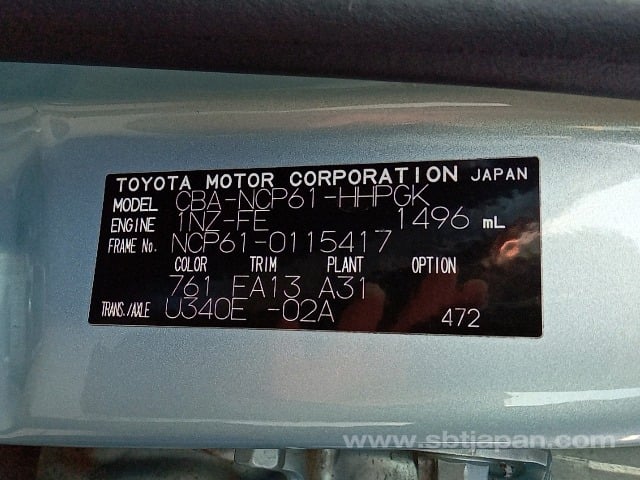 TOYOTA MOTOR CORPORATION JAPAN
MODEL CBA-NCP61-HHPGK
ENGINE 1NZ-FE 1496 mL
FRAME No. NCP61-0115417
COLOR TRIM PLANT OPTION
761 FA13 A31
TRANS./AXLE U340E -02A 472
www.sbtjapan.com